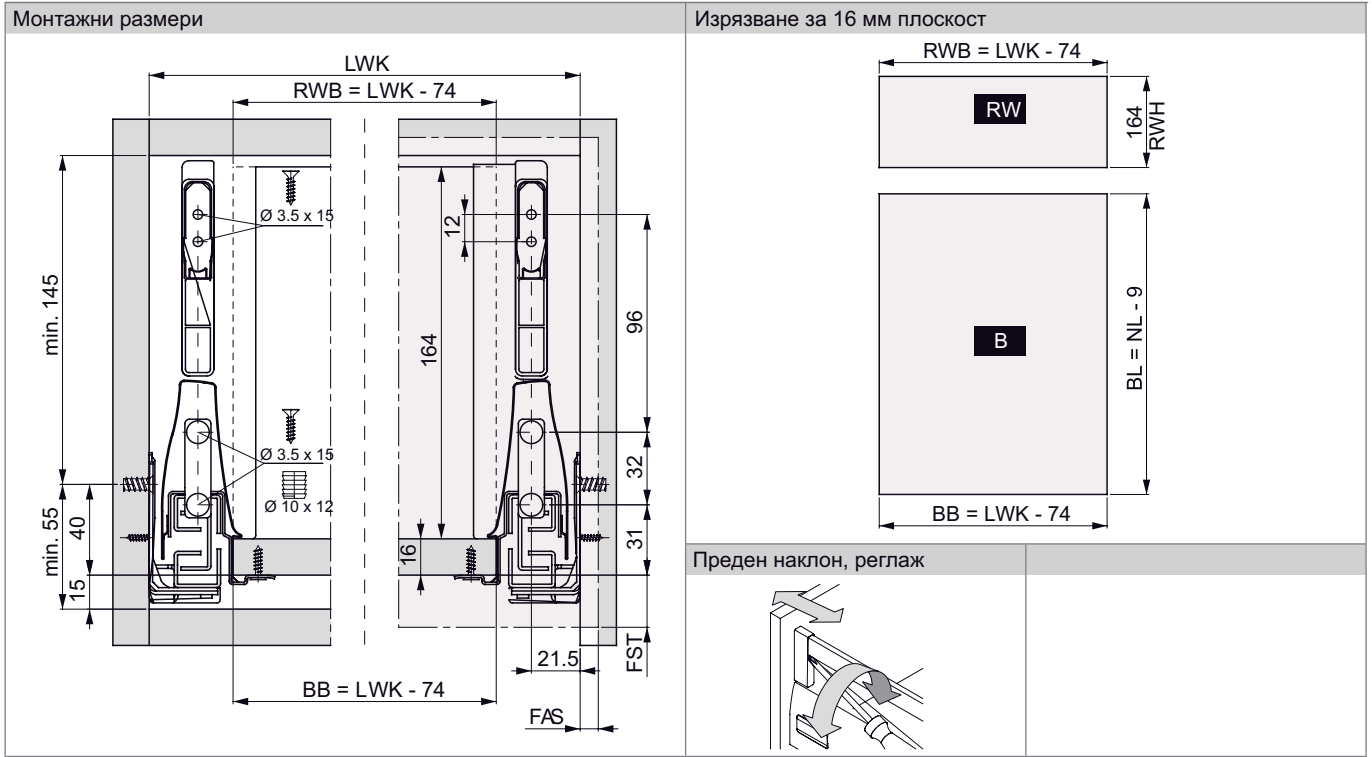 Монтажни размери
LWK
RWB = LWK - 74
Ø 3.5 x 15
12
min. 145
164
96
Ø 3.5 x 15
Ø 10 x 12
32
min. 55
40
15
16
31
21.5
FST
BB = LWK - 74
FAS
Изрязване за 16 мм плоскост
RWB = LWK - 74
RW
164
RWH
B
BL = NL - 9
BB = LWK - 74
Преден наклон, реглаж